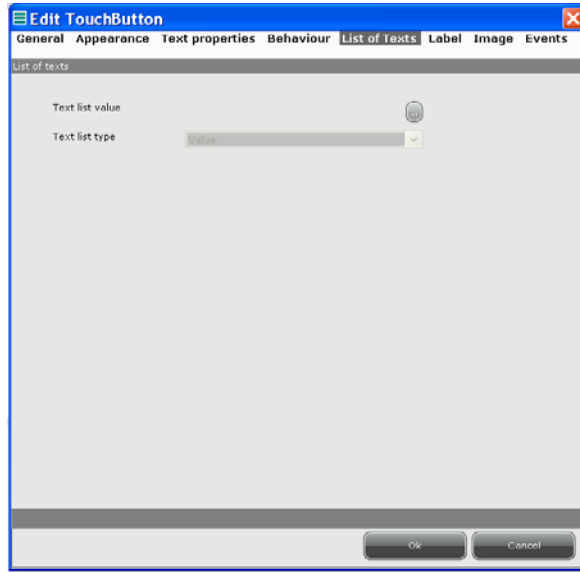 Edit TouchButton
General Appearance Text properties Behaviour List of Texts Label Image Events
List of texts
Text list value
...
Text list type Value
Ok Cancel